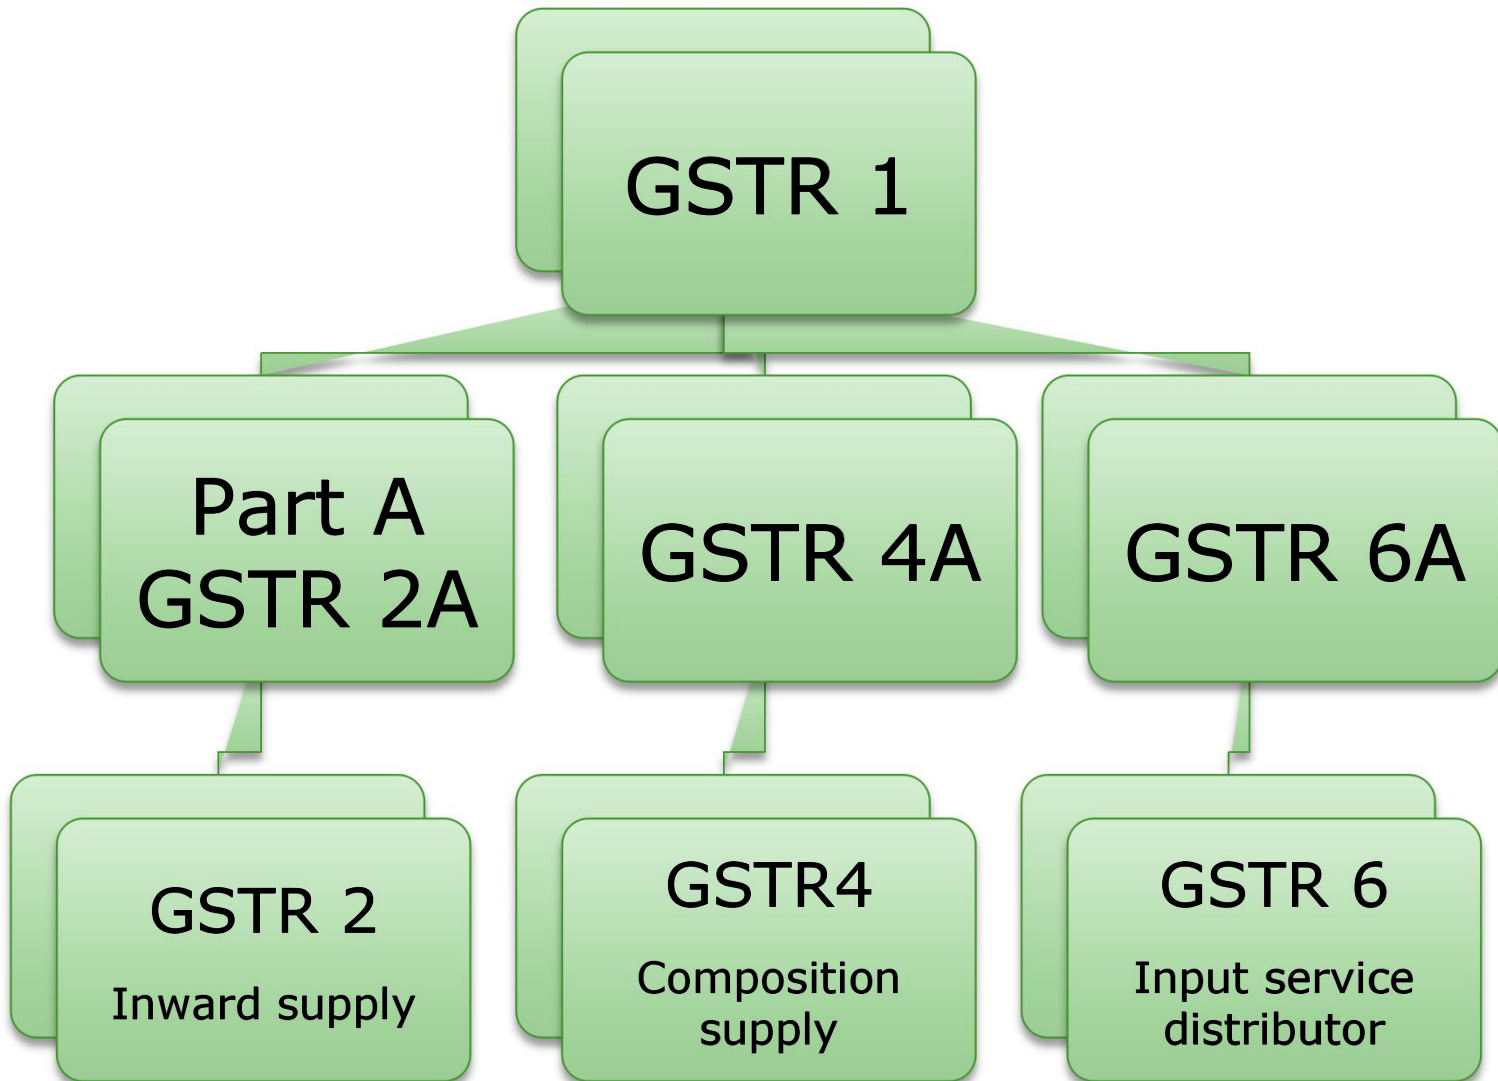 GSTR 1
Part A
GSTR 2A
GSTR 4A
GSTR 6A
GSTR 2
Inward supply
GSTR4
Composition
supply
GSTR 6
Input service
distributor